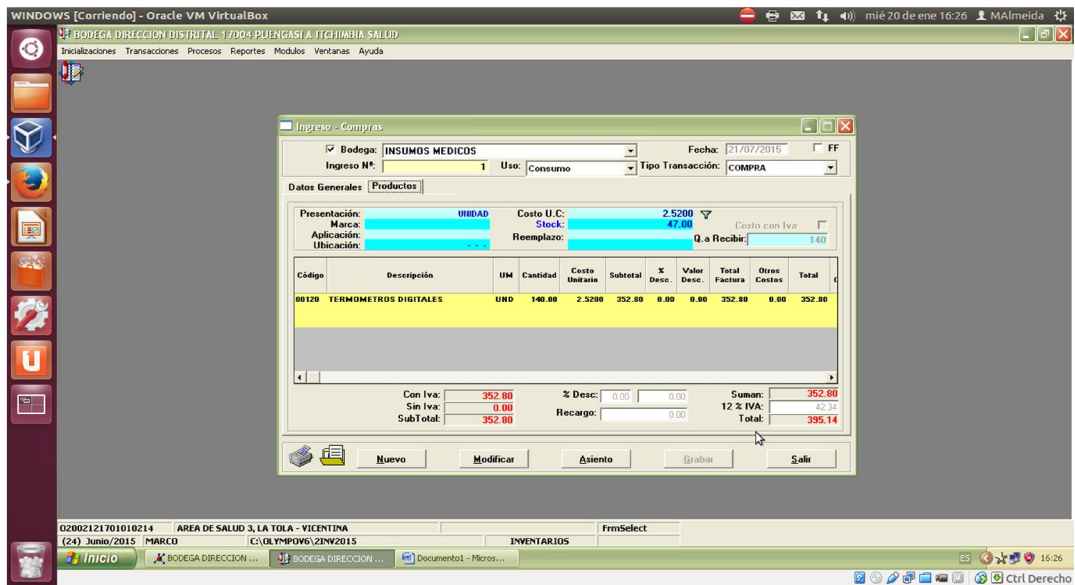 WINDOWS [Corriendo] - Oracle VM VirtualBox
mié 20 de ene 16:26 MAlmeida
BODEGA DIRECCION DISTRITAL 17D04 PUENGASI A ITCHIMBIA SALUD
Inicializaciones Transacciones Procesos Reportes Modulos Ventanas Ayuda
Ingreso - Compras
Bodega: INSUMOS MEDICOS Fecha: 21/07/2015 FF
Ingreso Nº: 1 Uso: Consumo Tipo Transacción: COMPRA
Datos Generales Productos
Presentación: UNIDAD Costo U.C: 2.5200
Marca: Stock: 47.00 Costo con Iva
Aplicación: Reemplazo: Q.a Recibir: 140
Ubicación: - - -
Código Descripción UM Cantidad Costo Unitario Subtotal % Desc. Valor Desc. Total Factura Otros Costos Total
00120 TERMOMETROS DIGITALES UND 140.00 2.5200 352.80 0.00 0.00 352.80 0.00 352.80
Con Iva: 352.80 % Desc: 0.00 0.00 Suman: 352.80
Sin Iva: 0.00 Recargo: 0.00 12 % IVA: 42.34
SubTotal: 352.80 Total: 395.14
Nuevo Modificar Asiento Grabar Salir
02002121701010214 AREA DE SALUD 3, LA TOLA - VICENTINA FrmSelect
(24) Junio/2015 MARCO C:\OLYMPOV6\2INV2015 INVENTARIOS
Inicio BODEGA DIRECCION ... BODEGA DIRECCION ... Documento1 - Micros... ES 16:26
Ctrl Derecho